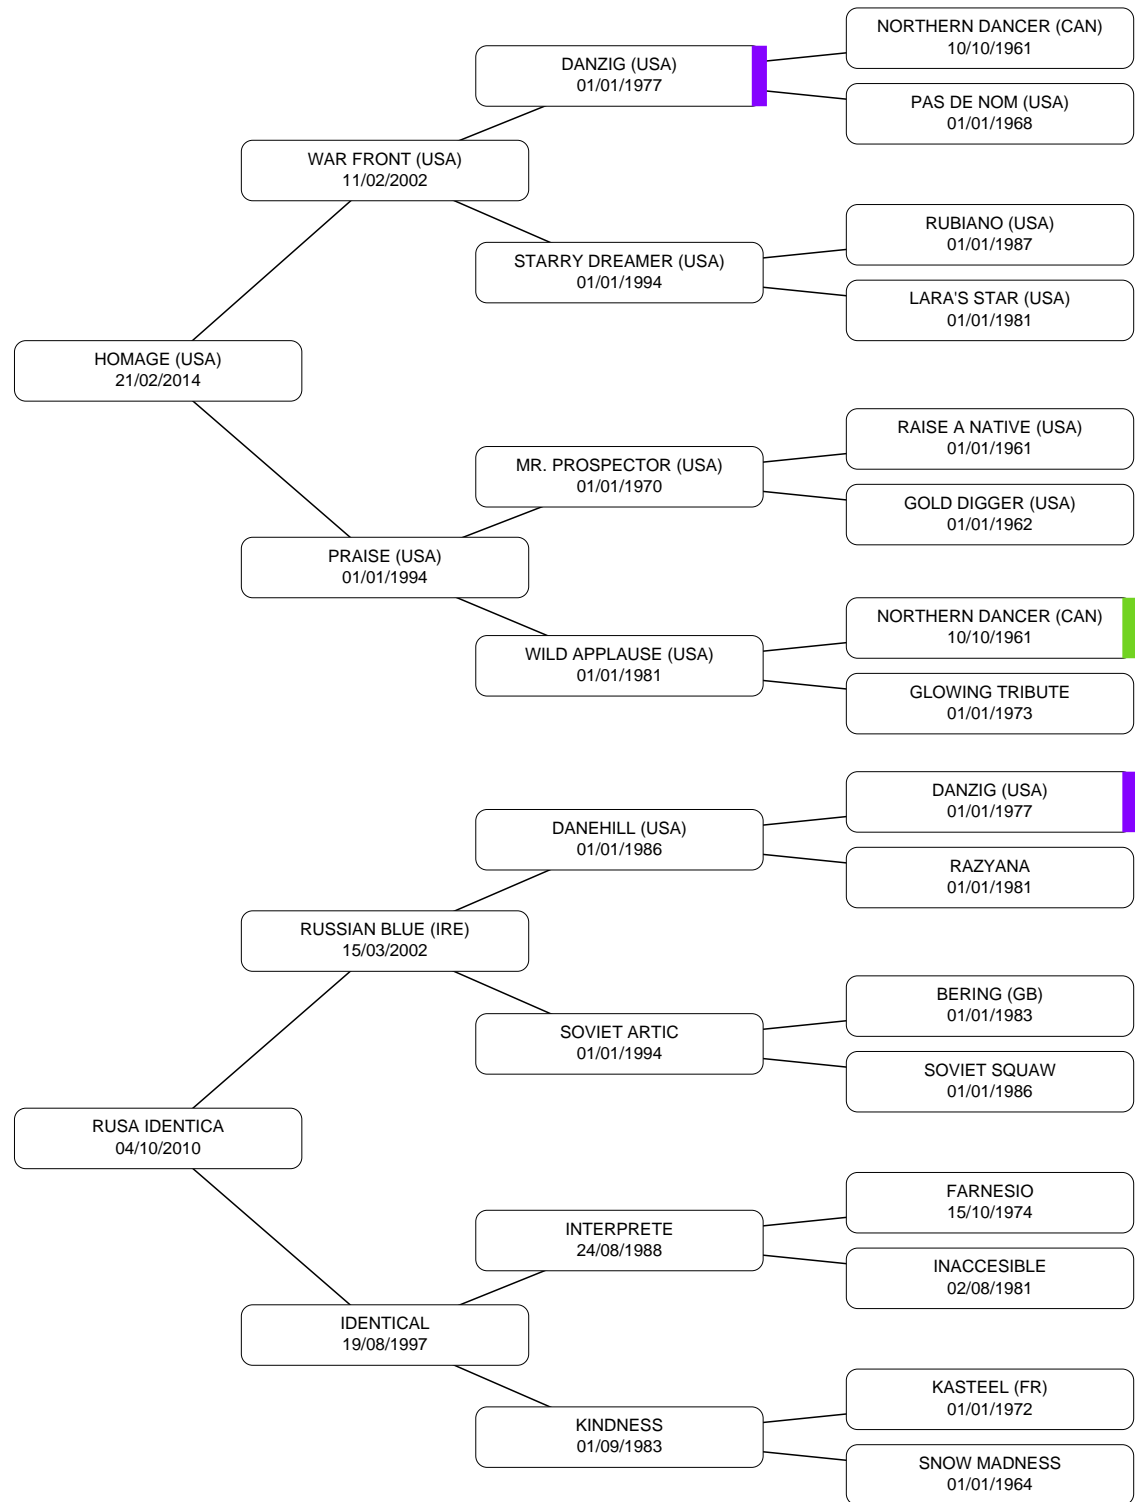 NORTHERN DANCER (CAN)
10/10/1961
DANZIG (USA)
01/01/1977
PAS DE NOM (USA)
01/01/1968
WAR FRONT (USA)
11/02/2002
RUBIANO (USA)
01/01/1987
STARRY DREAMER (USA)
01/01/1994
LARA'S STAR (USA)
01/01/1981
HOMAGE (USA)
21/02/2014
RAISE A NATIVE (USA)
01/01/1961
MR. PROSPECTOR (USA)
01/01/1970
GOLD DIGGER (USA)
01/01/1962
PRAISE (USA)
01/01/1994
NORTHERN DANCER (CAN)
10/10/1961
WILD APPLAUSE (USA)
01/01/1981
GLOWING TRIBUTE
01/01/1973
DANZIG (USA)
01/01/1977
DANEHILL (USA)
01/01/1986
RAZYANA
01/01/1981
RUSSIAN BLUE (IRE)
15/03/2002
BERING (GB)
01/01/1983
SOVIET ARTIC
01/01/1994
SOVIET SQUAW
01/01/1986
RUSA IDENTICA
04/10/2010
FARNESIO
15/10/1974
INTERPRETE
24/08/1988
INACCESIBLE
02/08/1981
IDENTICAL
19/08/1997
KASTEEL (FR)
01/01/1972
KINDNESS
01/09/1983
SNOW MADNESS
01/01/1964